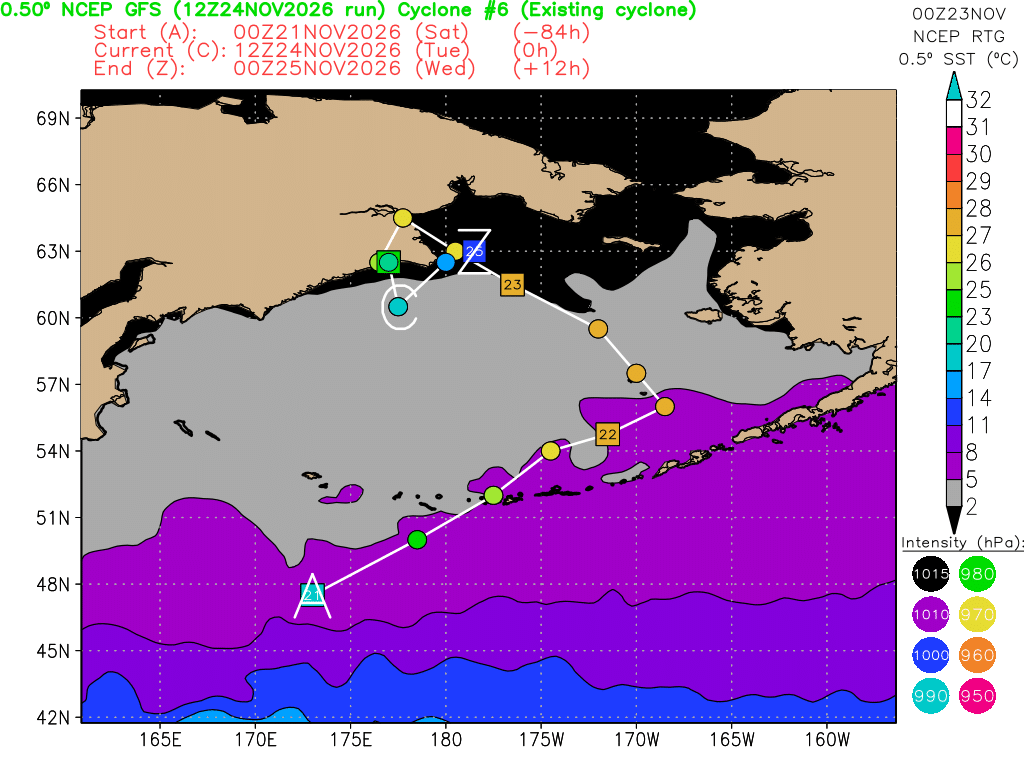 0.50° NCEP GFS (12Z24NOV2026 run) Cyclone #6 (Existing cyclone)
Start (A): 00Z21NOV2026 (Sat) (−84h)
Current (C): 12Z24NOV2026 (Tue) (0h)
End (Z): 00Z25NOV2026 (Wed) (+12h)
00Z23NOV
NCEP RTG
0.5° SST (°C)
32
31
30
29
28
27
26
25
23
20
17
14
11
8
5
2
Intensity (hPa):
1015 980
1010 970
1000 960
990 950
69N
66N
63N
60N
57N
54N
51N
48N
45N
42N
165E 170E 175E 180 175W 170W 165W 160W
Z
25
23
C
22
A
21